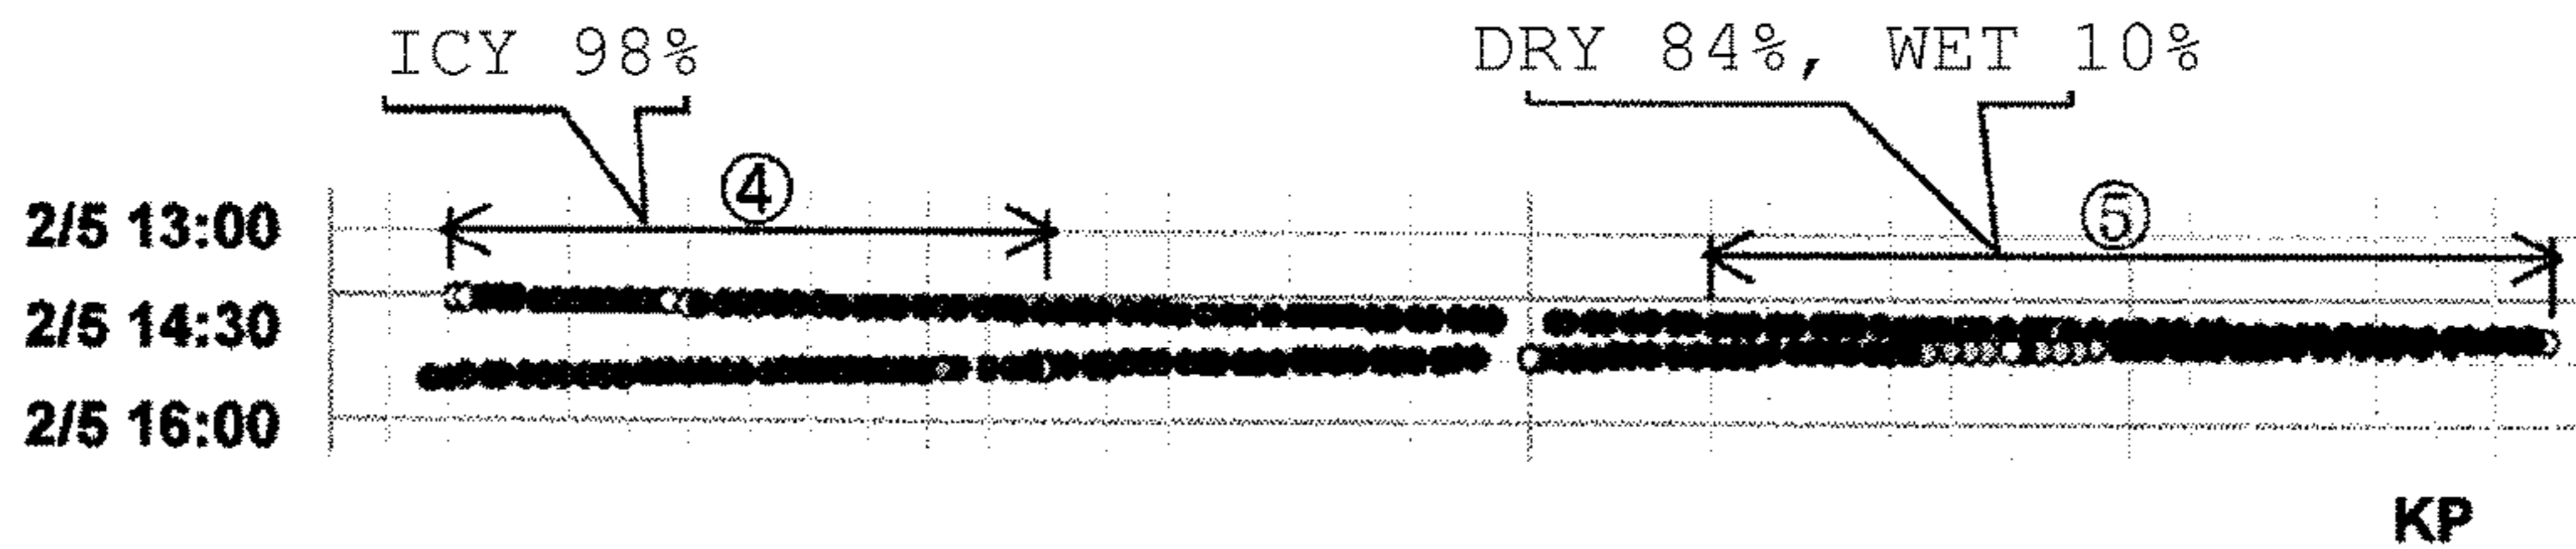 ICY 98%
DRY 84%, WET 10%
④
⑤
2/5 13:00
2/5 14:30
2/5 16:00
KP